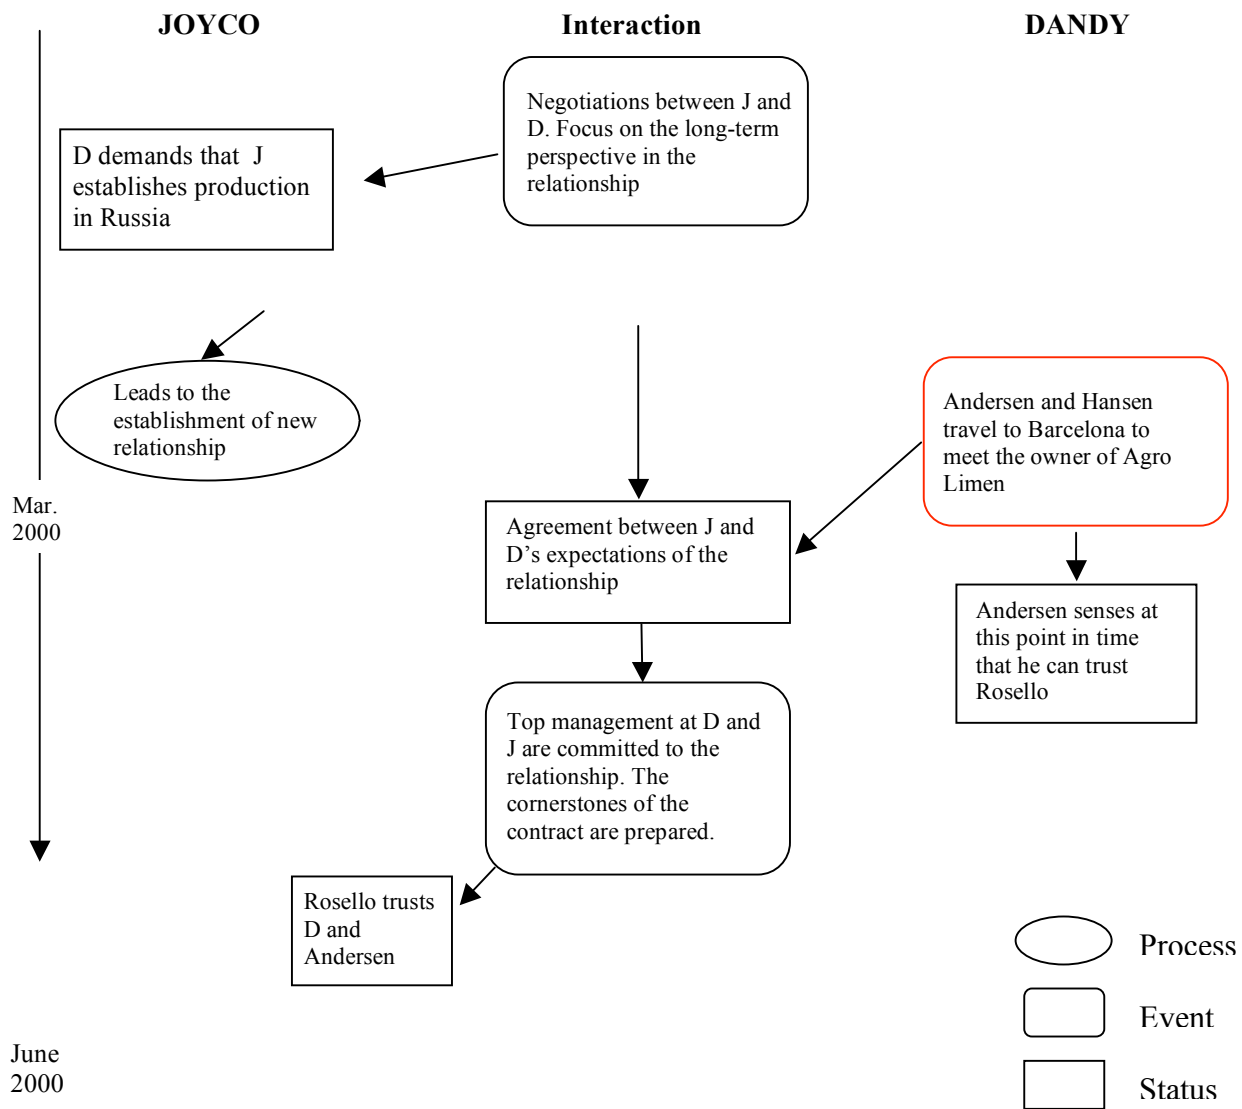 JOYCO
Interaction
DANDY
Negotiations between J and
D. Focus on the long-term
perspective in the
relationship
D demands that  J
establishes production
in Russia
Leads to the
establishment of new
relationship
Andersen and Hansen
travel to Barcelona to
meet the owner of Agro
Limen
Mar.
2000
Agreement between J and
D’s expectations of the
relationship
Andersen senses at
this point in time
that he can trust
Rosello
Top management at D and
J are committed to the
relationship. The
cornerstones of the
contract are prepared.
Rosello trusts
D and
Andersen
Process
Event
June
2000
Status